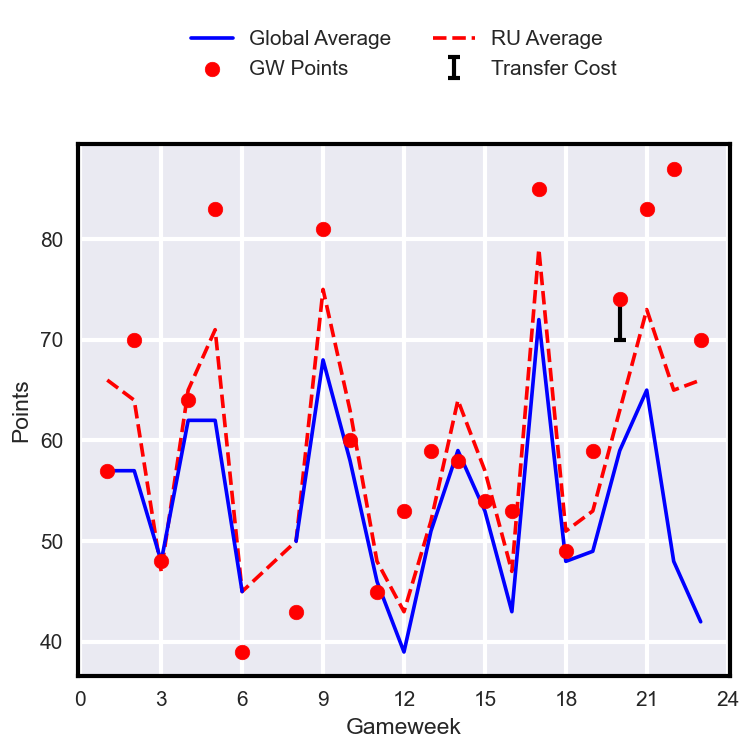 Global Average RU Average
GW Points Transfer Cost
80
70
60
50
40
Points
0 3 6 9 12 15 18 21 24
Gameweek